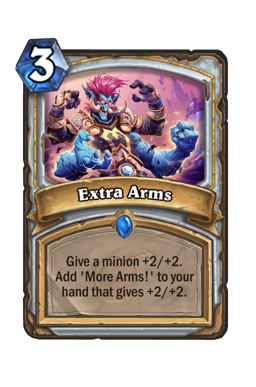 3
Extra Arms
Give a minion +2/+2.
Add 'More Arms!' to your
hand that gives +2/+2.